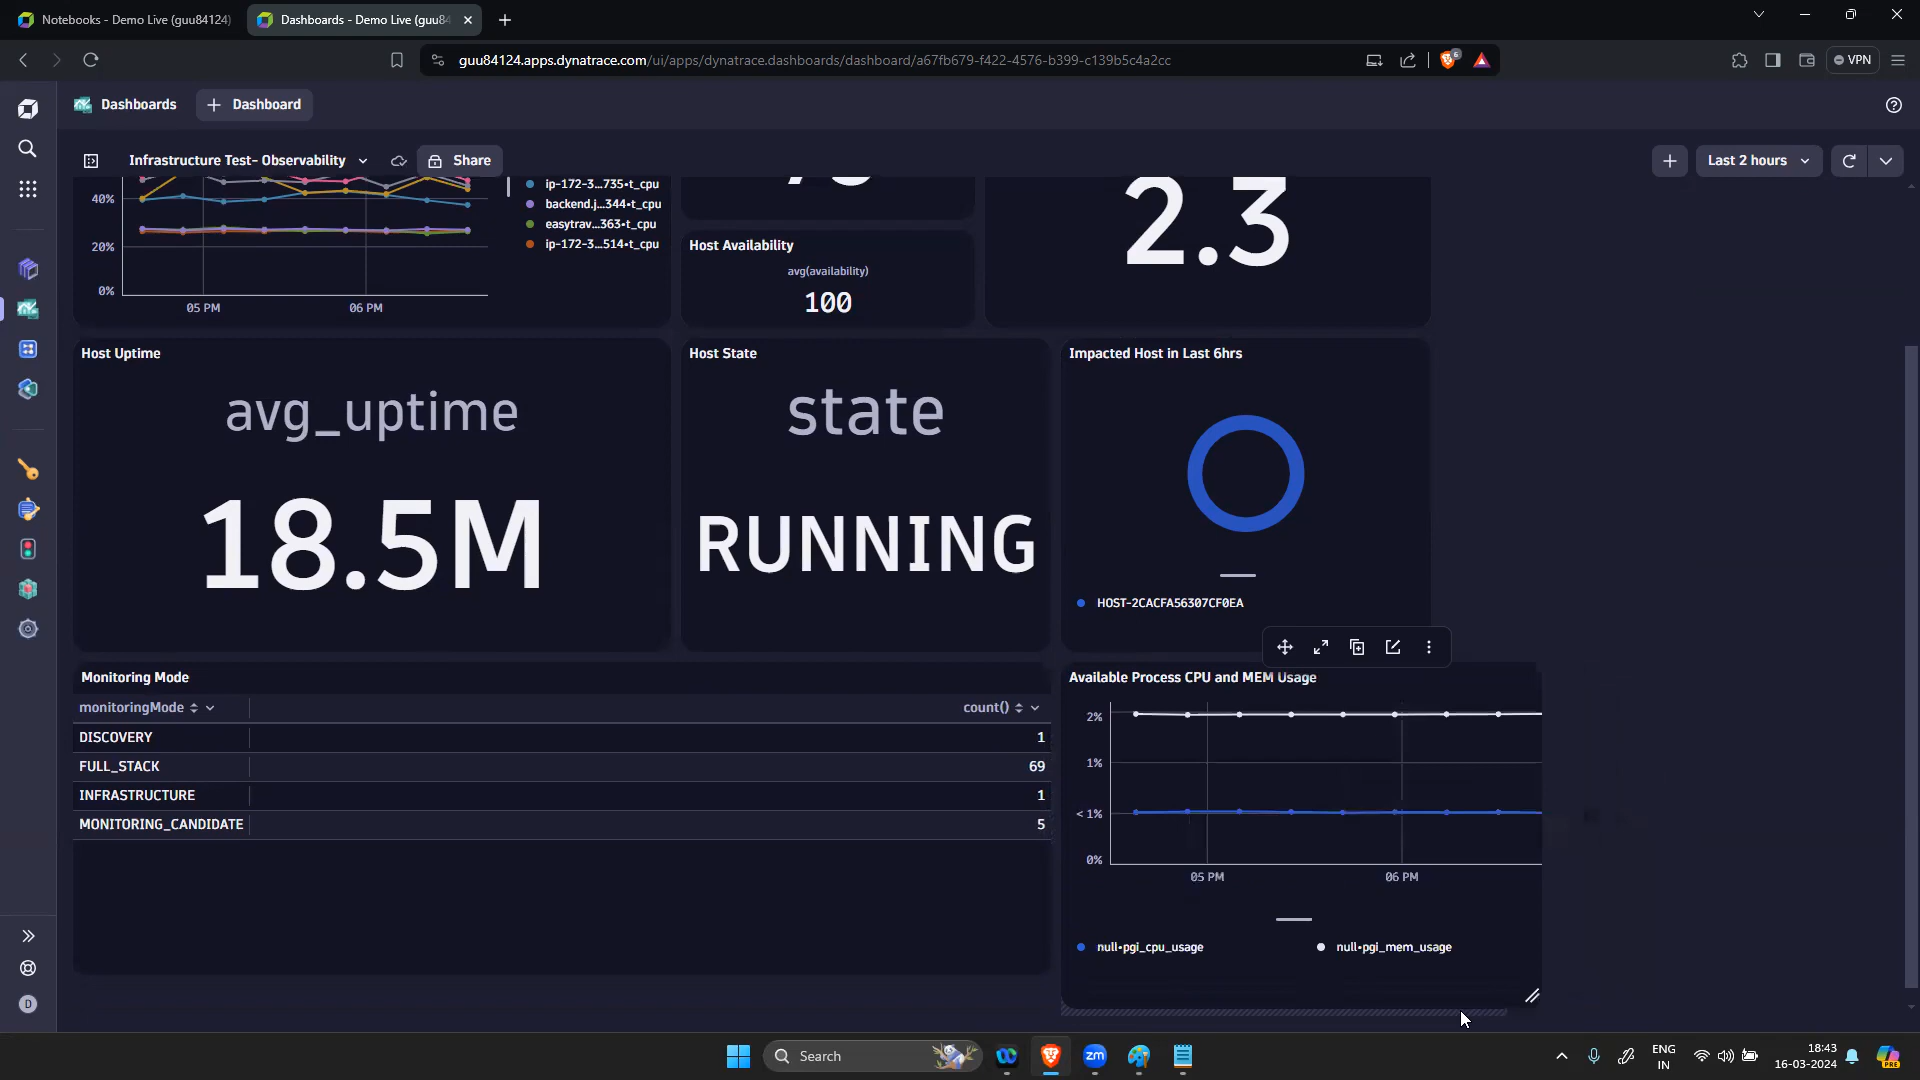 Notebooks - Demo Live (guu84124)
Dashboards - Demo Live (guu84
guu84124.apps.dynatrace.com/ui/apps/dynatrace.dashboards/dashboard/a67fb679-f422-4576-b399-c139b5c4a2cc
6
VPN
Dashboards
Dashboard
Infrastructure Test- Observability
Share
Last 2 hours
40%
20%
0%
05 PM
06 PM
ip-172-3...735•t_cpu
backend.j...344•t_cpu
easytrav...363•t_cpu
ip-172-3...514•t_cpu
Host Availability
avg(availability)
100
2.3
Host Uptime
avg_uptime
18.5M
Host State
state
RUNNING
Impacted Host in Last 6hrs
HOST-2CACFA56307CF0EA
Monitoring Mode
monitoringMode
count()
DISCOVERY
1
FULL_STACK
69
INFRASTRUCTURE
1
MONITORING_CANDIDATE
5
Available Process CPU and MEM Usage
2%
1%
<1%
0%
05 PM
06 PM
null•pgi_cpu_usage
null•pgi_mem_usage
D
Search
zm
ENG
IN
18:43
16-03-2024
PRE